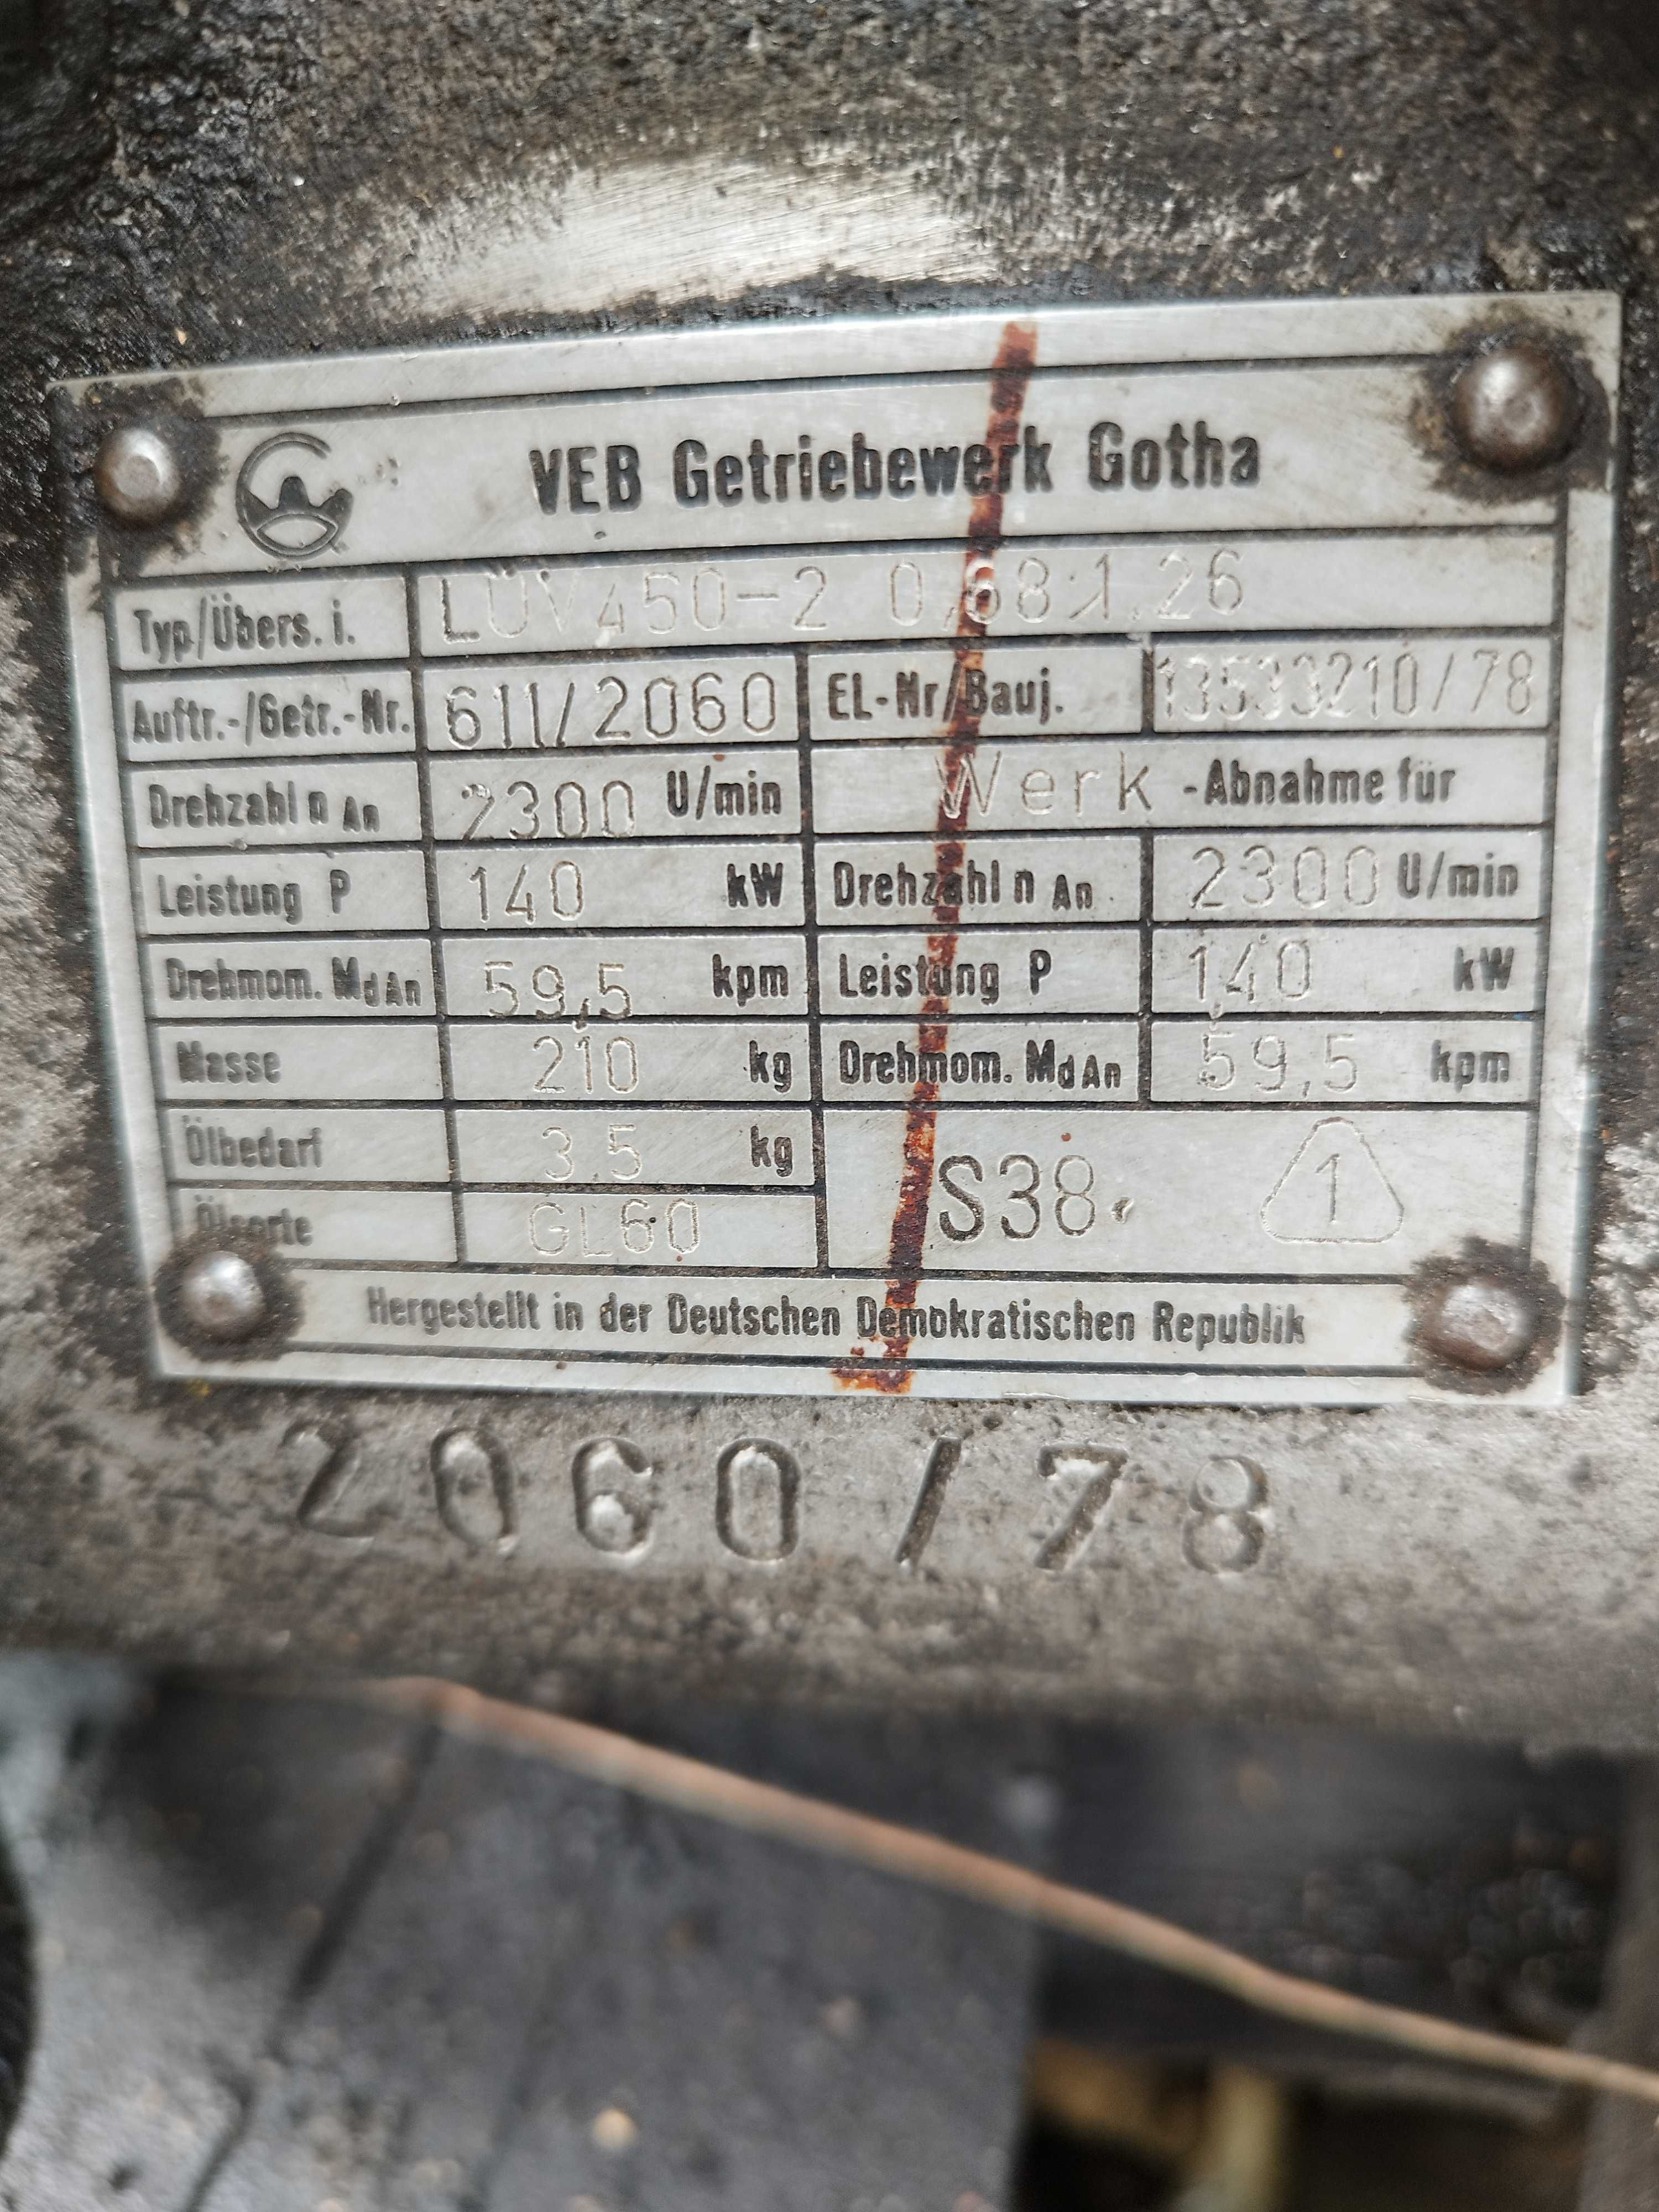 VEB Getriebewerk Gotha
Typ/Übers. i. LÜV450-2 0,68:1,26
Auftr.-/Getr.-Nr. 611/2060 EL-Nr/Bauj. 13533210/78
Drehzahl n An 2300 U/min Werk -Abnahme für
Leistung P 140 kW Drehzahl n An 2300 U/min
Drehmom. Md An 59,5 kpm Leistung P 140 kW
Masse 210 kg Drehmom. Md An 59,5 kpm
Ölbedarf 3,5 kg S38 1
Ölsorte GL60
Hergestellt in der Deutschen Demokratischen Republik
2060/78